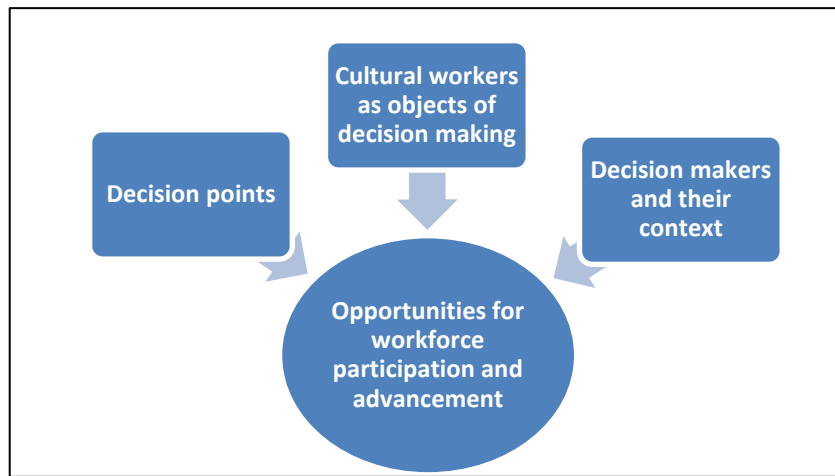 Cultural workers
as objects of
decision making
Decision points
Decision makers
and their
context
Opportunities for
workforce
participation and
advancement